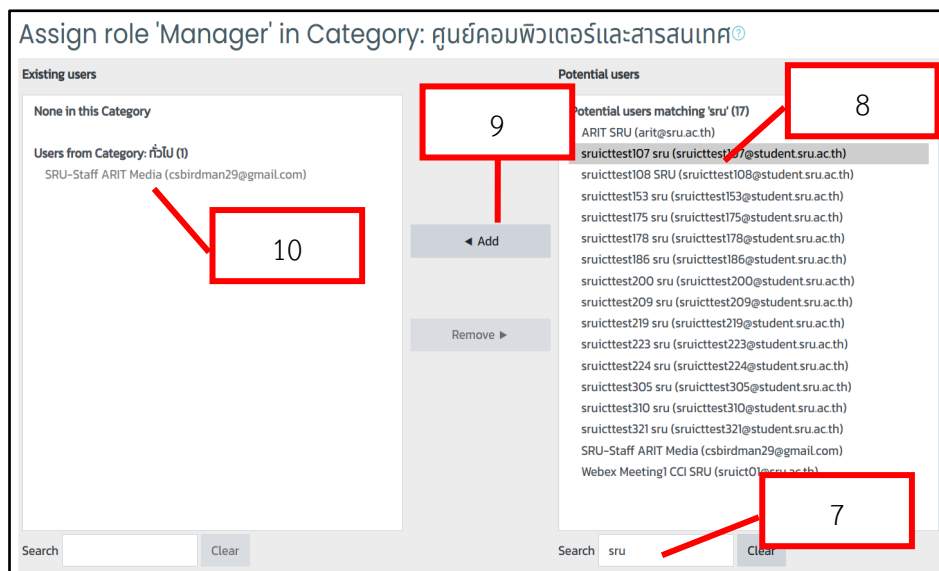 Assign role 'Manager' in Category: ศูนย์คอมพิวเตอร์และสารสนเทศ
Existing users
None in this Category
Users from Category: ทั่วไป (1)
SRU-Staff ARIT Media (csbirdman29@gmail.com)
10
9
◄ Add
Remove ►
Potential users
Potential users matching 'sru' (17)
8
ARIT SRU (arit@sru.ac.th)
sruicttest107 sru (sruicttest107@student.sru.ac.th)
sruicttest108 SRU (sruicttest108@student.sru.ac.th)
sruicttest153 sru (sruicttest153@student.sru.ac.th)
sruicttest175 sru (sruicttest175@student.sru.ac.th)
sruicttest178 sru (sruicttest178@student.sru.ac.th)
sruicttest186 sru (sruicttest186@student.sru.ac.th)
sruicttest200 sru (sruicttest200@student.sru.ac.th)
sruicttest209 sru (sruicttest209@student.sru.ac.th)
sruicttest219 sru (sruicttest219@student.sru.ac.th)
sruicttest223 sru (sruicttest223@student.sru.ac.th)
sruicttest224 sru (sruicttest224@student.sru.ac.th)
sruicttest305 sru (sruicttest305@student.sru.ac.th)
sruicttest310 sru (sruicttest310@student.sru.ac.th)
sruicttest321 sru (sruicttest321@student.sru.ac.th)
SRU-Staff ARIT Media (csbirdman29@gmail.com)
Webex Meeting1 CCI SRU (sruict01@sru.ac.th)
7
Search Clear
Search sru Clear